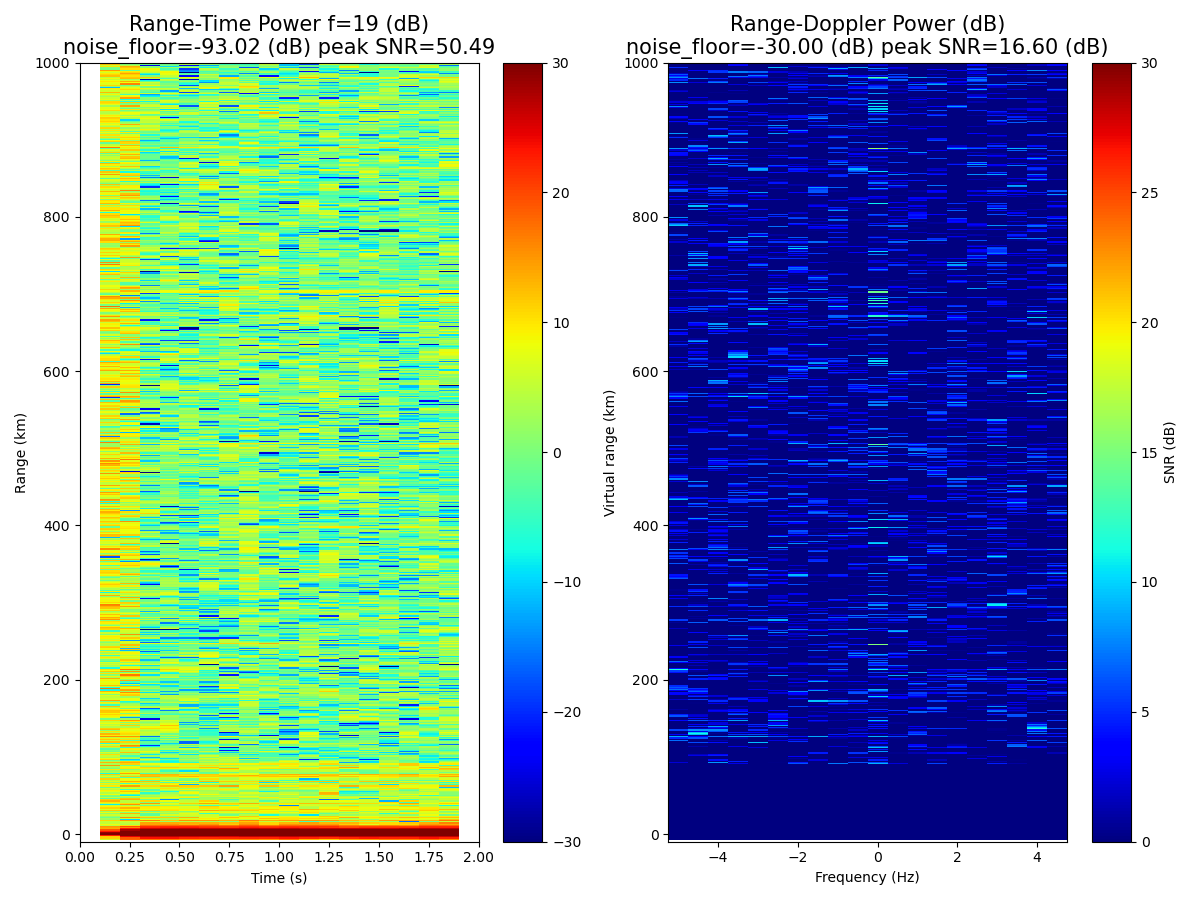 Range-Time Power f=19 (dB)
noise_floor=-93.02 (dB) peak SNR=50.49
1000
800
600
400
200
0
Range (km)
0.00 0.25 0.50 0.75 1.00 1.25 1.50 1.75 2.00
Time (s)
30
20
10
0
−10
−20
−30
Range-Doppler Power (dB)
noise_floor=-30.00 (dB) peak SNR=16.60 (dB)
1000
800
600
400
200
0
Virtual range (km)
−4 −2 0 2 4
Frequency (Hz)
30
25
20
15
10
5
0
SNR (dB)